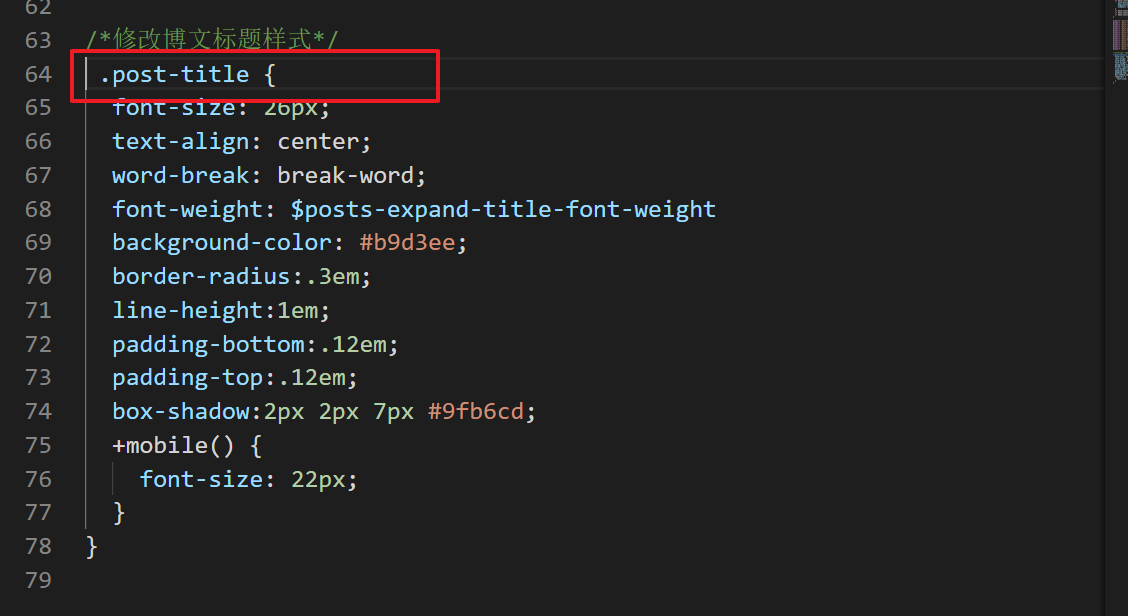 62
63 /*修改博文标题样式*/
64 .post-title {
65 font-size: 26px;
66 text-align: center;
67 word-break: break-word;
68 font-weight: $posts-expand-title-font-weight
69 background-color: #b9d3ee;
70 border-radius:.3em;
71 line-height:1em;
72 padding-bottom:.12em;
73 padding-top:.12em;
74 box-shadow:2px 2px 7px #9fb6cd;
75 +mobile() {
76 font-size: 22px;
77 }
78 }
79